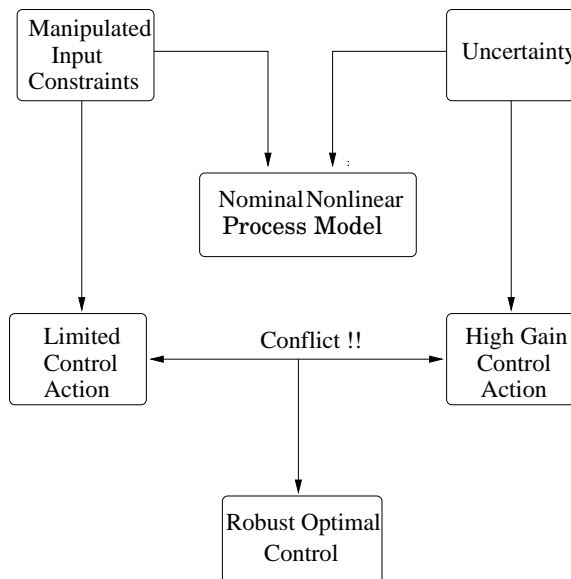 Manipulated
Input
Constraints
Uncertainty
Nominal Nonlinear
Process Model
Limited
Control
Action
Conflict !!
High Gain
Control
Action
Robust Optimal
Control